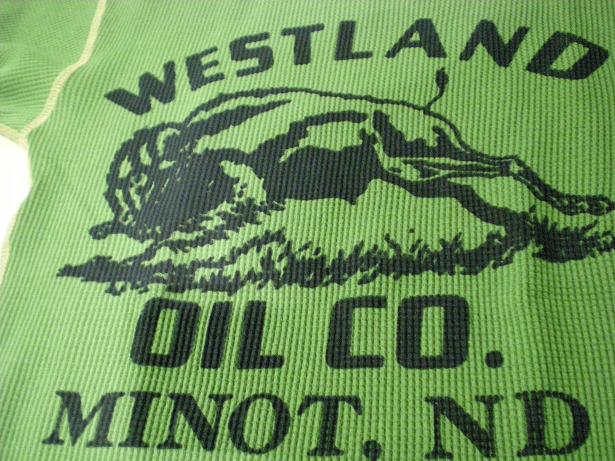 WESTLAND
OIL CO.
MINOT, ND